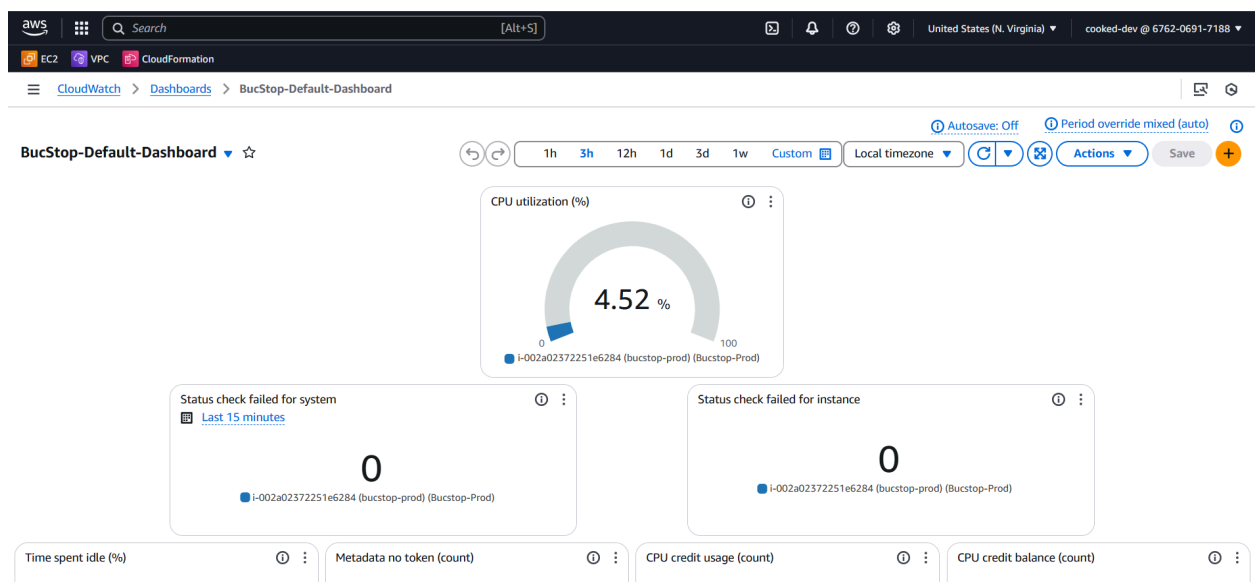 aws Search [Alt+S] United States (N. Virginia) cooked-dev @ 6762-0691-7188
EC2 VPC CloudFormation
CloudWatch > Dashboards > BucStop-Default-Dashboard
Autosave: Off Period override mixed (auto)
BucStop-Default-Dashboard 1h 3h 12h 1d 3d 1w Custom Local timezone Actions Save +
CPU utilization (%)
4.52 %
0 100
i-002a02372251e6284 (bucstop-prod) (Bucstop-Prod)
Status check failed for system
Last 15 minutes
0
i-002a02372251e6284 (bucstop-prod) (Bucstop-Prod)
Status check failed for instance
0
i-002a02372251e6284 (bucstop-prod) (Bucstop-Prod)
Time spent idle (%) Metadata no token (count) CPU credit usage (count) CPU credit balance (count)